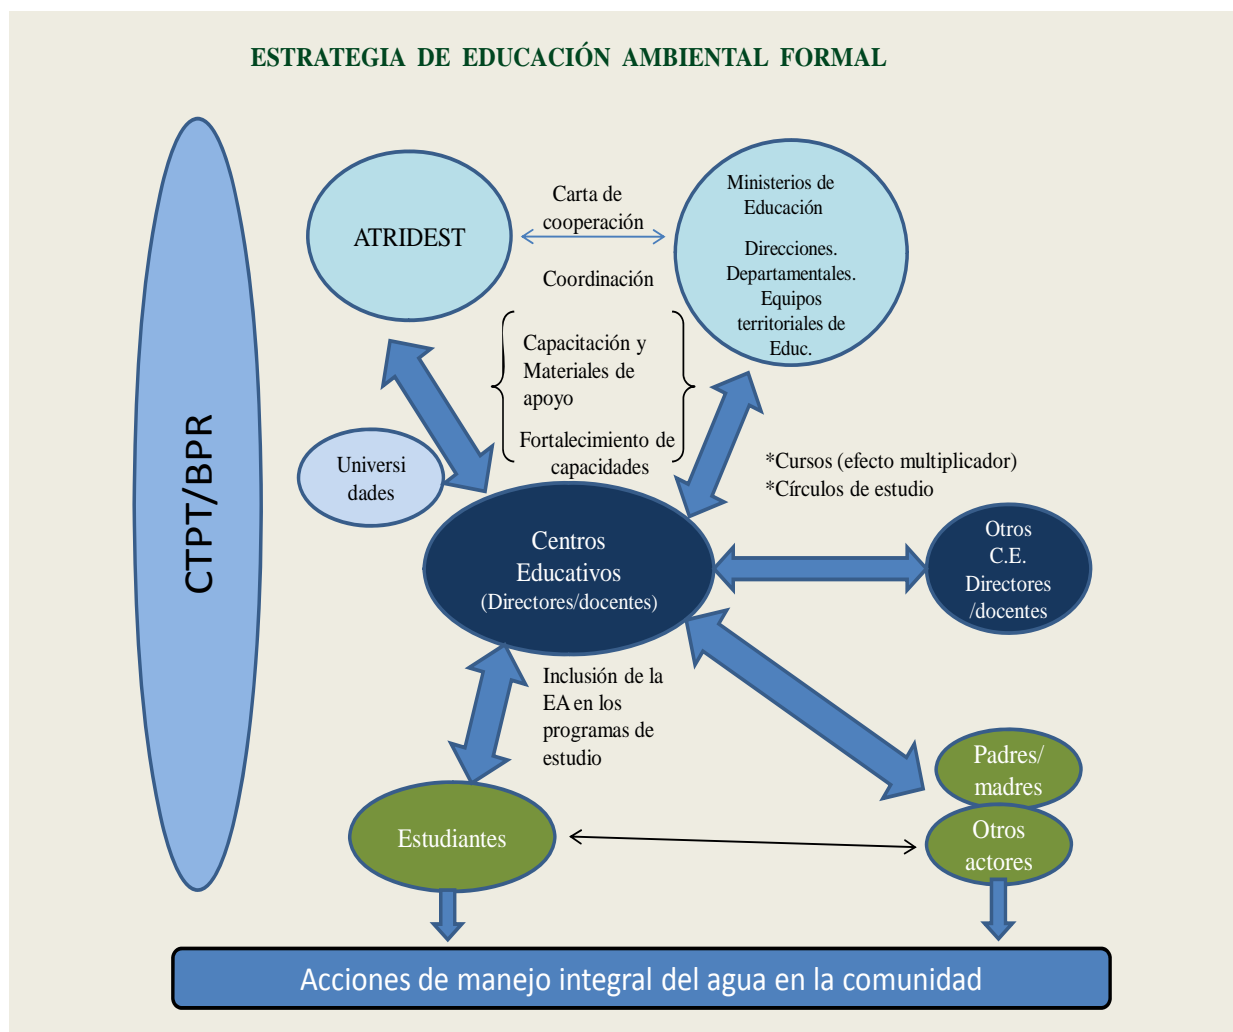 ESTRATEGIA DE EDUCACIÓN AMBIENTAL FORMAL
CTPT/BPR
ATRIDEST
Carta de
cooperación
Coordinación
Ministerios de
Educación
Direcciones.
Departamentales.
Equipos
territoriales de
Educ.
Capacitación y
Materiales de
apoyo
Fortalecimiento de
capacidades
Universi
dades
*Cursos (efecto multiplicador)
*Círculos de estudio
Centros
Educativos
(Directores/docentes)
Otros
C.E.
Directores
/docentes
Inclusión de la
EA en los
programas de
estudio
Padres/
madres
Estudiantes
Otros
actores
Acciones de manejo integral del agua en la comunidad